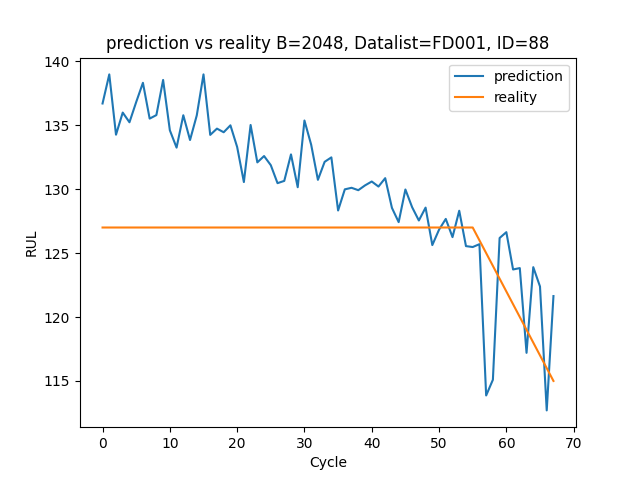 prediction vs reality B=2048, Datalist=FD001, ID=88
prediction
reality
RUL
140
135
130
125
120
115
0 10 20 30 40 50 60 70
Cycle